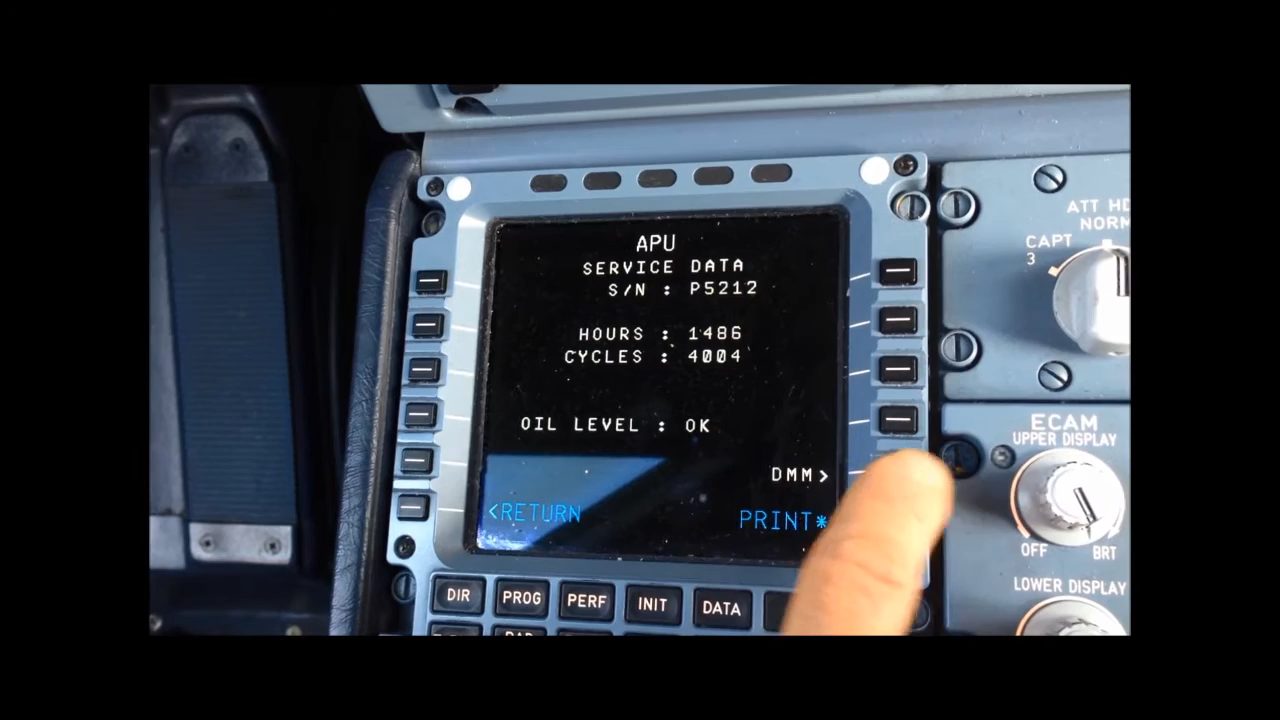 APU
SERVICE DATA
S/N : P5212
HOURS : 1486
CYCLES : 4004
OIL LEVEL : OK
DMM>
<RETURN
PRINT*
DIR
PROG
PERF
INIT
DATA
ATT HD
NORM
CAPT
3
ECAM
UPPER DISPLAY
OFF
BRT
LOWER DISPLAY